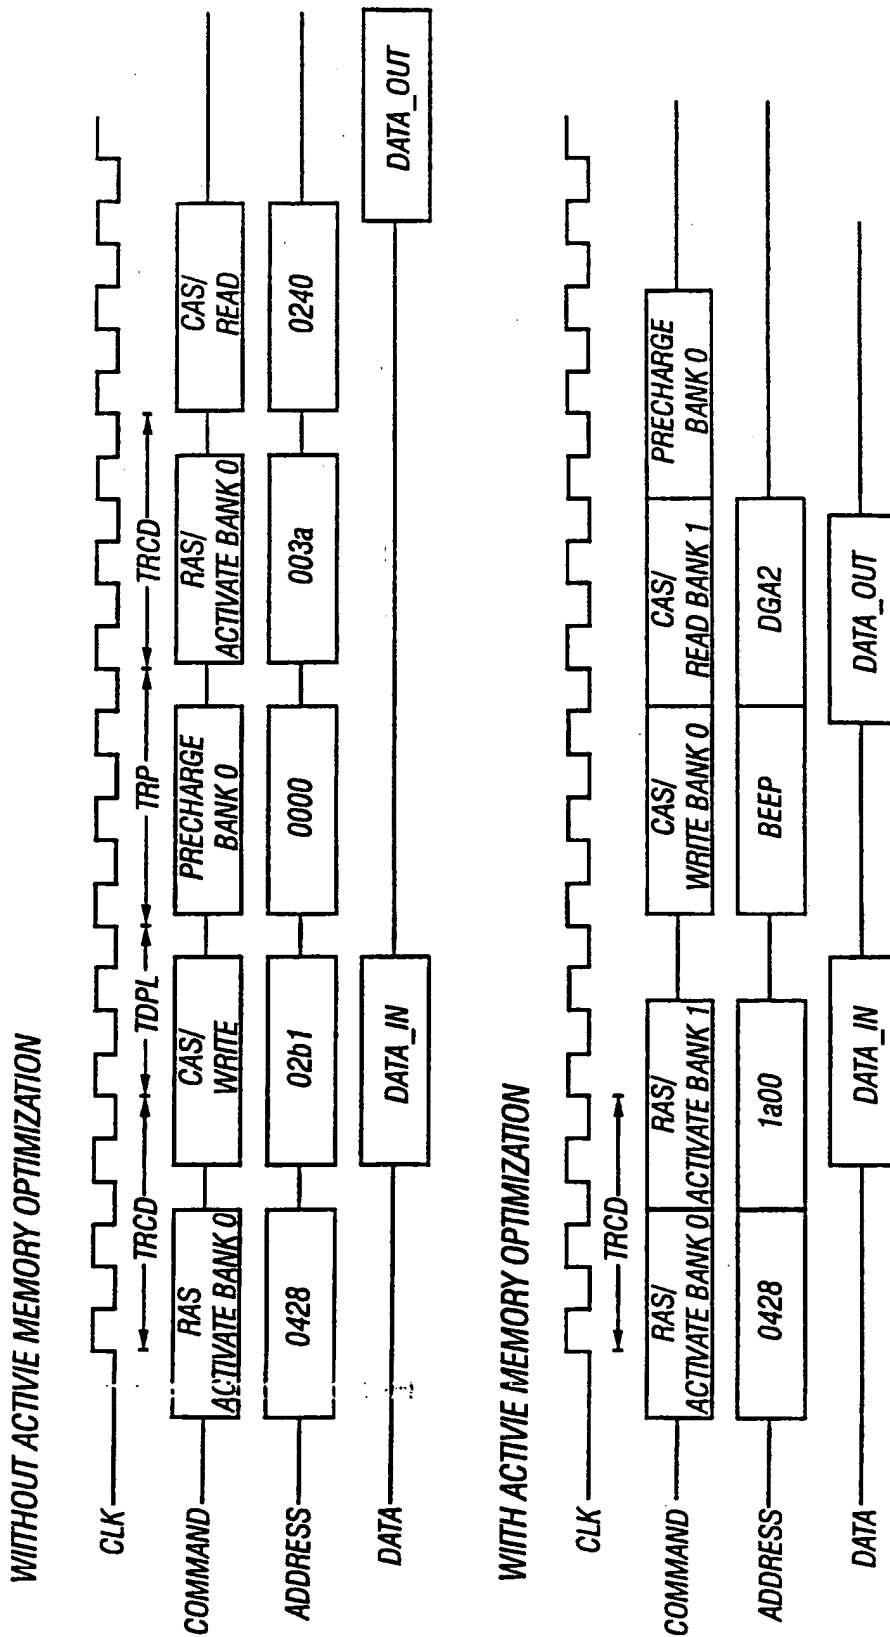 WIITHOUT ACTIVIE MEMORY OPTIMIZATION
CLK
TRCD
TDPL
TRP
TRCD
COMMAND
RAS
ACTIVATE BANK 0
CAS/
WRITE
PRECHARGE
BANK 0
RAS/
ACTIVATE BANK 0
CAS/
READ
ADDRESS
0428
02b1
0000
003a
0240
DATA
DATA_IN
DATA_OUT
WIITH ACTIVIE MEMORY OPTIMIZATION
CLK
TRCD
COMMAND
RAS/
ACTIVATE BANK 0
RAS/
ACTIVATE BANK 1
CAS/
WRITE BANK 0
CAS/
READ BANK 1
PRECHARGE
BANK 0
ADDRESS
0428
1a00
BEEP
DGA2
DATA
DATA_IN
DATA_OUT